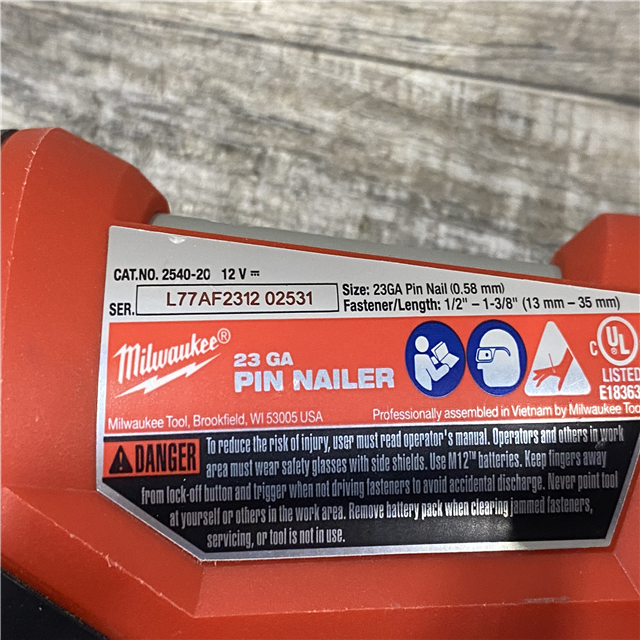 CAT.NO. 2540-20 12 V ⎓
SER. L77AF2312 02531
Size: 23GA Pin Nail (0.58 mm)
Fastener/Length: 1/2" – 1-3/8" (13 mm – 35 mm)
Milwaukee®
23 GA
PIN NAILER
C UL
LISTED
E18363
Milwaukee Tool, Brookfield, WI 53005 USA
Professionally assembled in Vietnam by Milwaukee Too
DANGER
To reduce the risk of injury, user must read operator's manual. Operators and others in work
area must wear safety glasses with side shields. Use M12™ batteries. Keep fingers away
from lock-off button and trigger when not driving fasteners to avoid accidental discharge. Never point tool
at yourself or others in the work area. Remove battery pack when clearing jammed fasteners,
servicing, or tool is not in use.